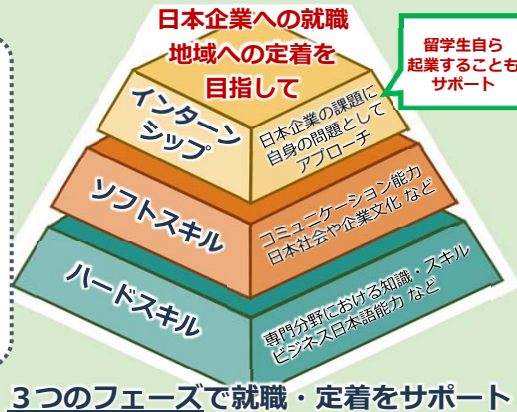 日本企業への就職
地域への定着を
目指して
留学生自ら
起業することも
サポート
インターン
シップ
日本企業の課題に
自身の問題として
アプローチ
ソフトスキル
コミュニケーション能力
日本社会や企業文化 など
ハードスキル
専門分野における知識・スキル
ビジネス日本語能力 など
３つのフェーズで就職・定着をサポート